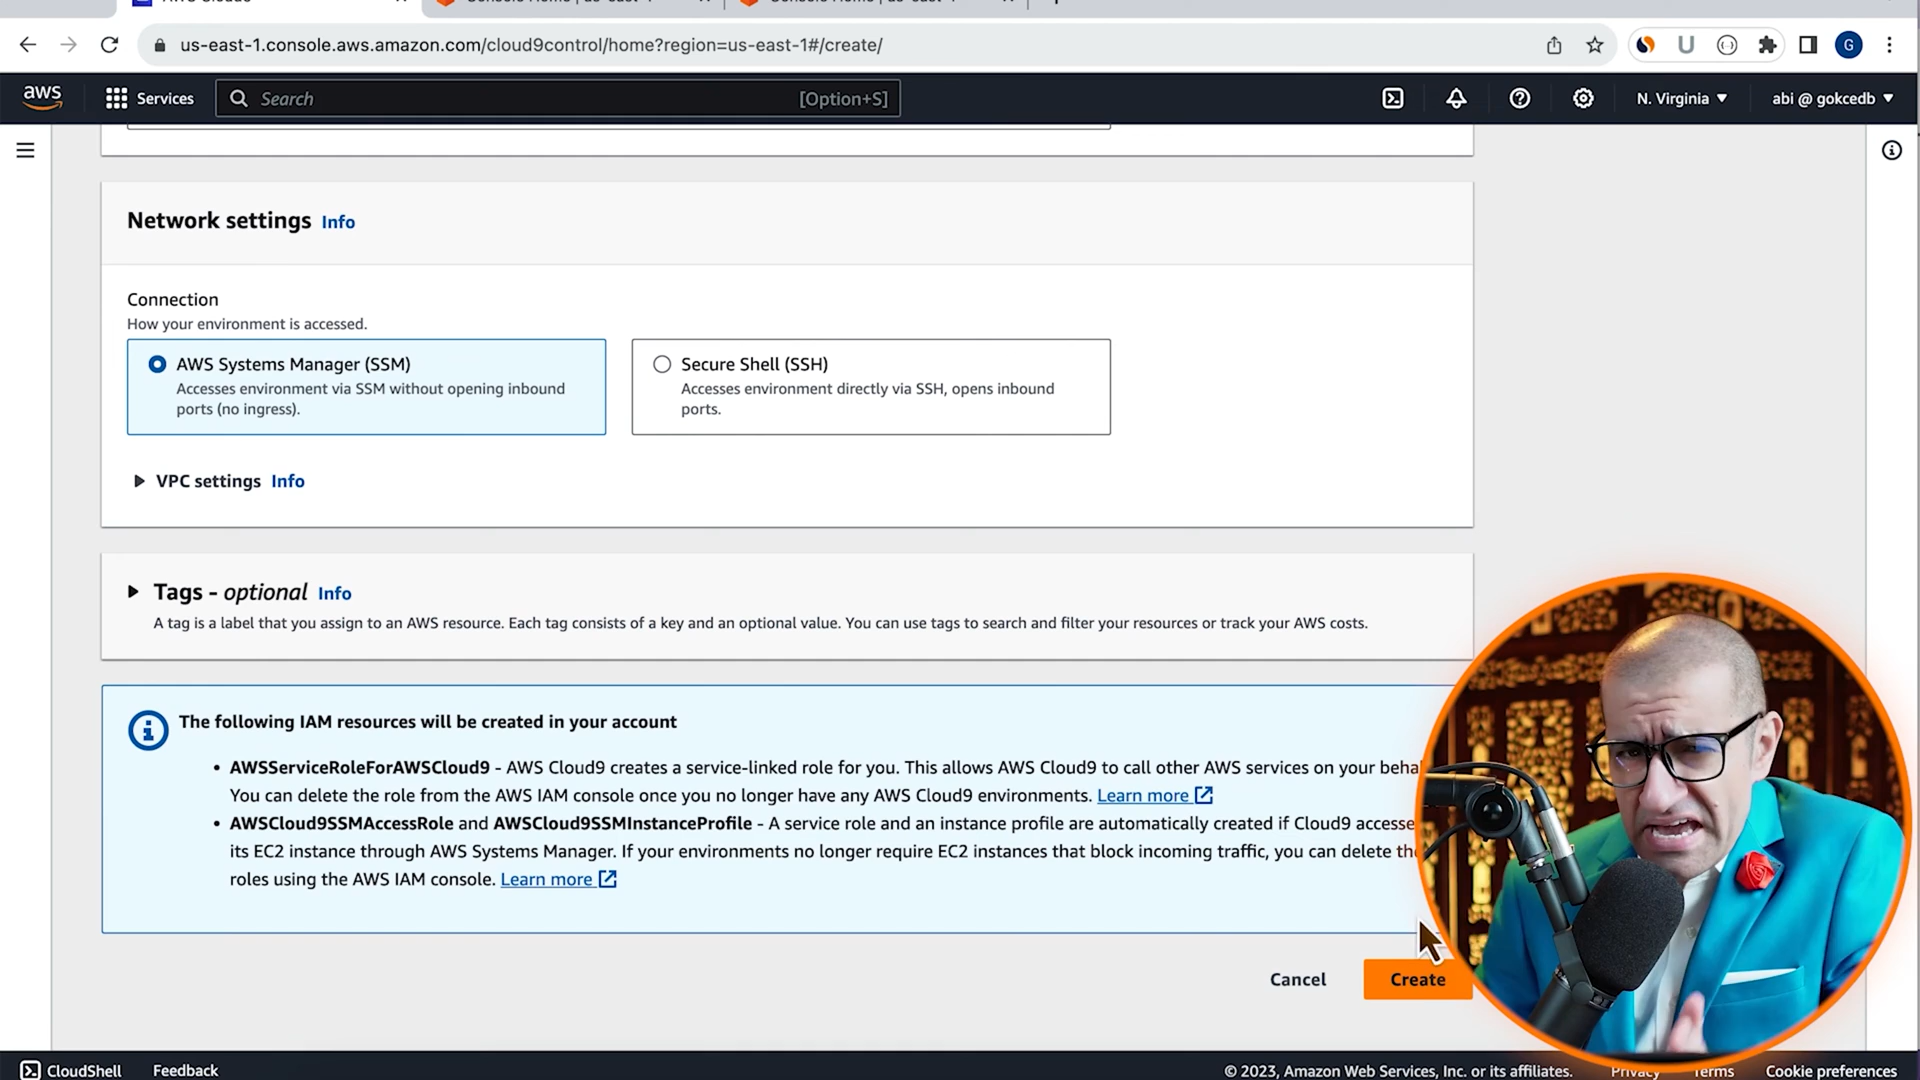 us-east-1.console.aws.amazon.com/cloud9control/home?region=us-east-1#/create/
G
aws
Services
Search
[Option+S]
N. Virginia
abi @ gokcedb
Network settings Info
Connection
How your environment is accessed.
AWS Systems Manager (SSM)
Accesses environment via SSM without opening inbound
ports (no ingress).
Secure Shell (SSH)
Accesses environment directly via SSH, opens inbound
ports.
VPC settings Info
Tags - optional Info
A tag is a label that you assign to an AWS resource. Each tag consists of a key and an optional value. You can use tags to search and filter your resources or track your AWS costs.
The following IAM resources will be created in your account
• AWSServiceRoleForAWSCloud9 - AWS Cloud9 creates a service-linked role for you. This allows AWS Cloud9 to call other AWS services on your
You can delete the role from the AWS IAM console once you no longer have any AWS Cloud9 environments. Learn more
• AWSCloud9SSMAccessRole and AWSCloud9SSMInstanceProfile - A service role and an instance profile are automatically created if Cloud9
its EC2 instance through AWS Systems Manager. If your environments no longer require EC2 instances that block incoming traffic, you can delete
roles using the AWS IAM console. Learn more
Cancel
Create
CloudShell
Feedback
© 2023, Amazon Web Services, Inc. or its affiliates.
Privacy
Terms
Cookie preferences